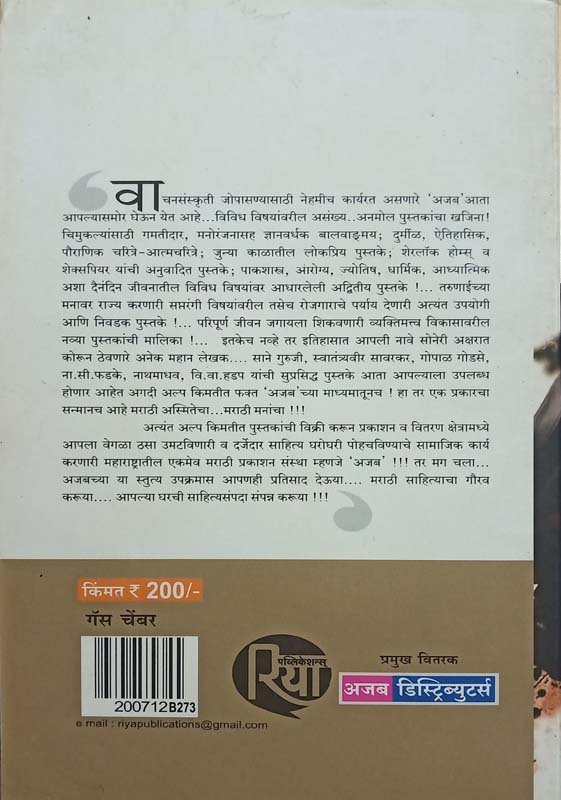 वाचनसंस्कृती जोपासण्यासाठी नेहमीच कार्यरत असणारे 'अजब'आता
आपल्यासमोर घेऊन येत आहे...विविध विषयांवरील असंख्य..अनमोल पुस्तकांचा खजिना!
चिमुकल्यांसाठी गमतीदार, मनोरंजनासह ज्ञानवर्धक बालवाङ्मय; दुर्मीळ, ऐतिहासिक,
पौराणिक चरित्रे-आत्मचरित्रे; जुन्या काळातील लोकप्रिय पुस्तके; शेरलॉक होम्स् व
शेक्सपियर यांची अनुवादित पुस्तके; पाकशास्त्र, आरोग्य, ज्योतिष, धार्मिक, आध्यात्मिक
अशा दैनंदिन जीवनातील विविध विषयांवर आधारलेली अद्वितीय पुस्तके !... तरुणाईच्या
मनावर राज्य करणारी समरंगी विषयांवरील तसेच रोजगाराचे पर्याय देणारी अत्यंत उपयोगी
आणि निवडक पुस्तके !... परिपूर्ण जीवन जगायला शिकवणारी व्यक्तिमत्त्व विकासावरील
नव्या पुस्तकांची मालिका !... इतकेच नव्हे तर इतिहासात आपली नावे सोनेरी अक्षरात
कोरून ठेवणारे अनेक महान लेखक.... साने गुरुजी, स्वातंत्र्यवीर सावरकर, गोपाळ गोडसे,
ना.सी.फडके, नाथमाधव, वि.वा.हडप यांची सुप्रसिद्ध पुस्तके आता आपल्याला उपलब्ध
होणार आहेत अगदी अल्प किमतीत फक्त 'अजब'च्या माध्यमातूनच ! हा तर एक प्रकारचा
सन्मानच आहे मराठी अस्मितेचा...मराठी मनांचा !!!
अत्यंत अल्प किमतीत पुस्तकांची विक्री करून प्रकाशन व वितरण क्षेत्रामध्ये
आपला वेगळा ठसा उमटविणारी व दर्जेदार साहित्य घरोघरी पोहचविण्याचे सामाजिक कार्य
करणारी महाराष्ट्रातील एकमेव मराठी प्रकाशन संस्था म्हणजे 'अजब' !!! तर मग चला...
अजबच्या या स्तुत्य उपक्रमास आपणही प्रतिसाद देऊया.... मराठी साहित्याचा गौरव
करूया.... आपल्या घरची साहित्यसंपदा संपन्न करूया !!!
किंमत ₹ 200/-
गॅस चेंबर
200712B273
e mail : riyapublications@gmail.com
पब्लिकेशन्स्
रिया
प्रमुख वितरक
अजब डिस्ट्रिब्युटर्स